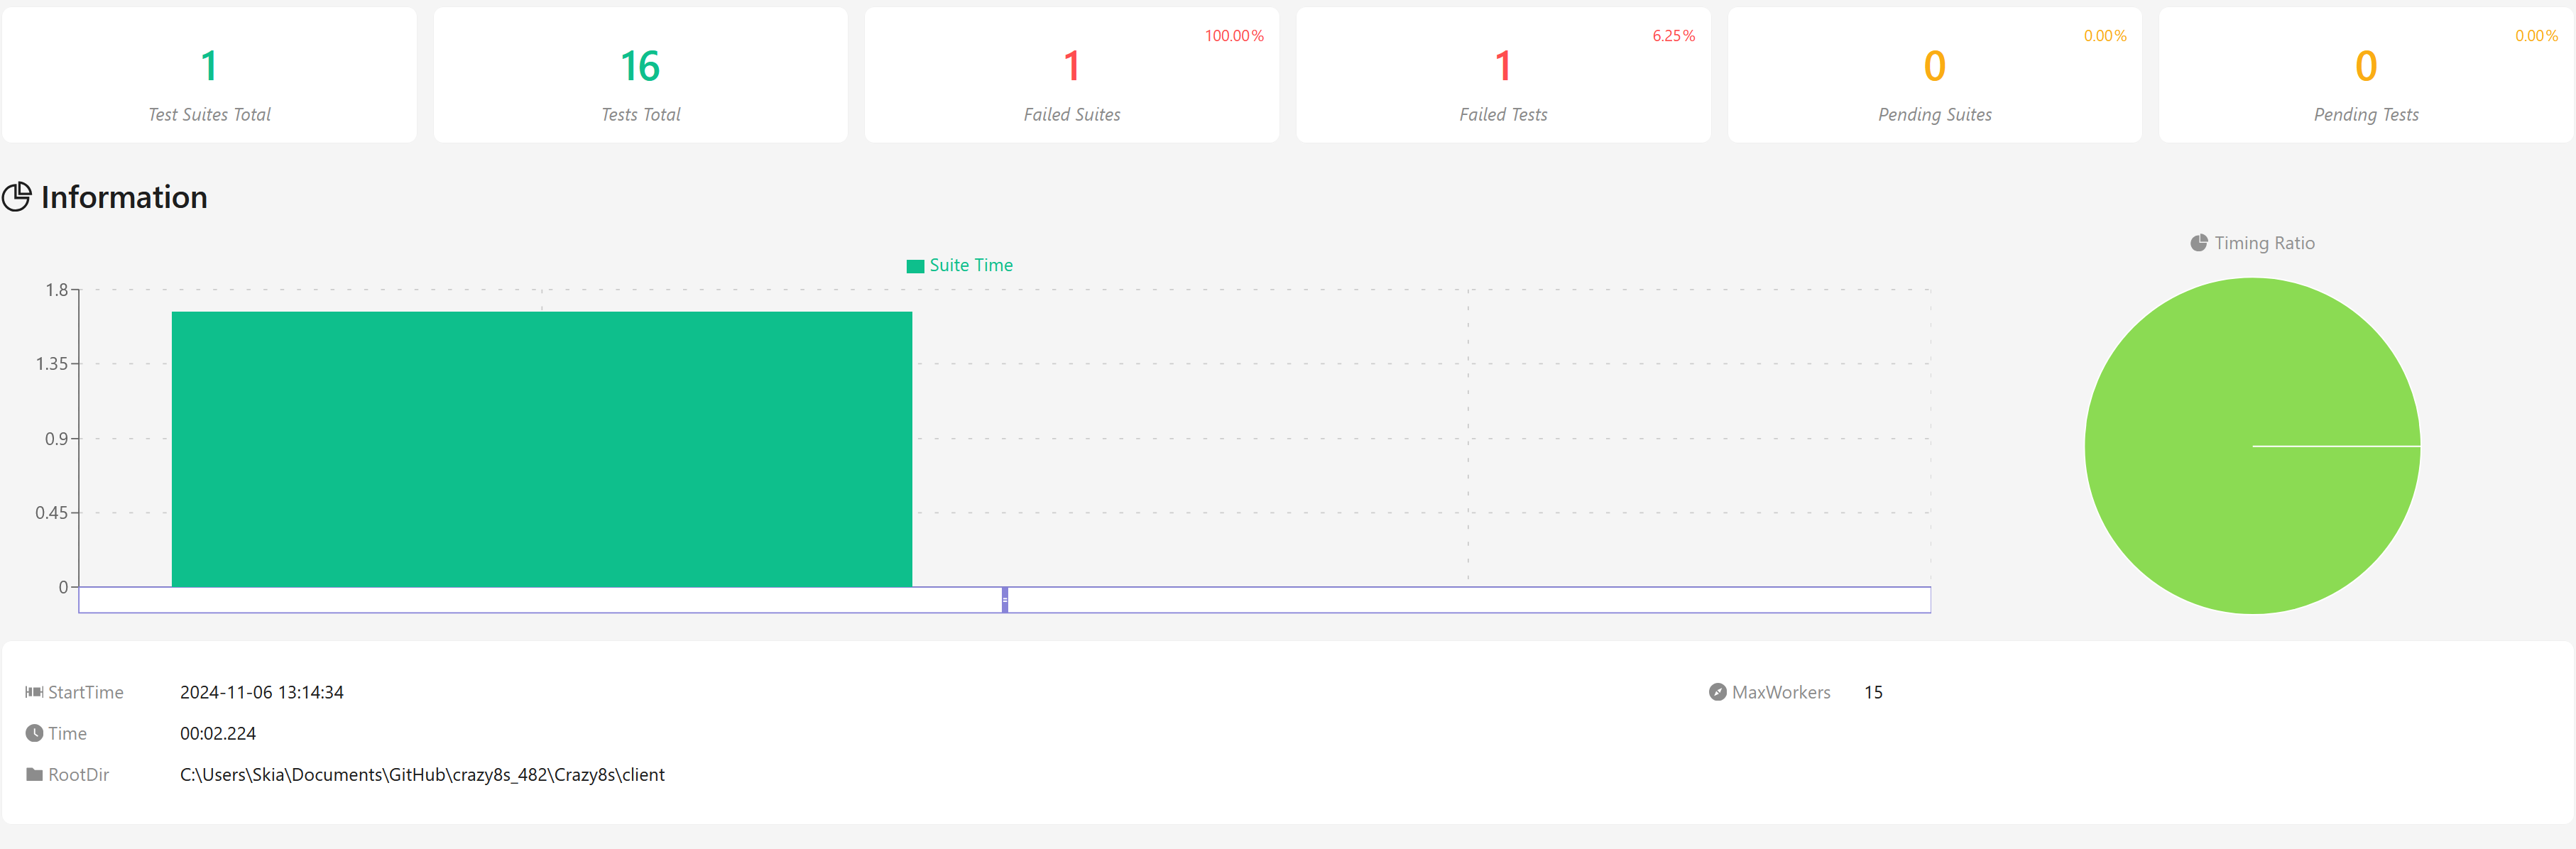 1
Test Suites Total
16
Tests Total
100.00%
1
Failed Suites
6.25%
1
Failed Tests
0.00%
0
Pending Suites
0.00%
0
Pending Tests
Information
Suite Time
1.8
1.35
0.9
0.45
0
Timing Ratio
StartTime 2024-11-06 13:14:34
MaxWorkers 15
Time 00:02.224
RootDir C:\Users\Skia\Documents\GitHub\crazy8s_482\Crazy8s\client